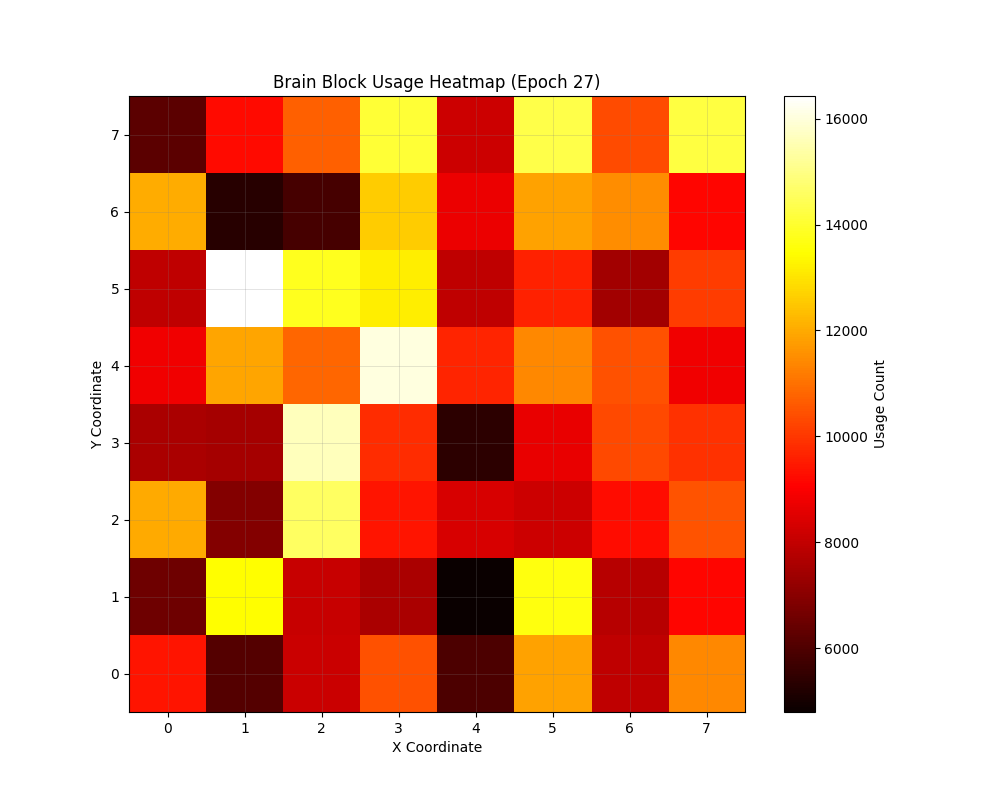 Brain Block Usage Heatmap (Epoch 27)
7
6
5
4
3
2
1
0
Y Coordinate
0 1 2 3 4 5 6 7
X Coordinate
16000
14000
12000
10000
8000
6000
Usage Count